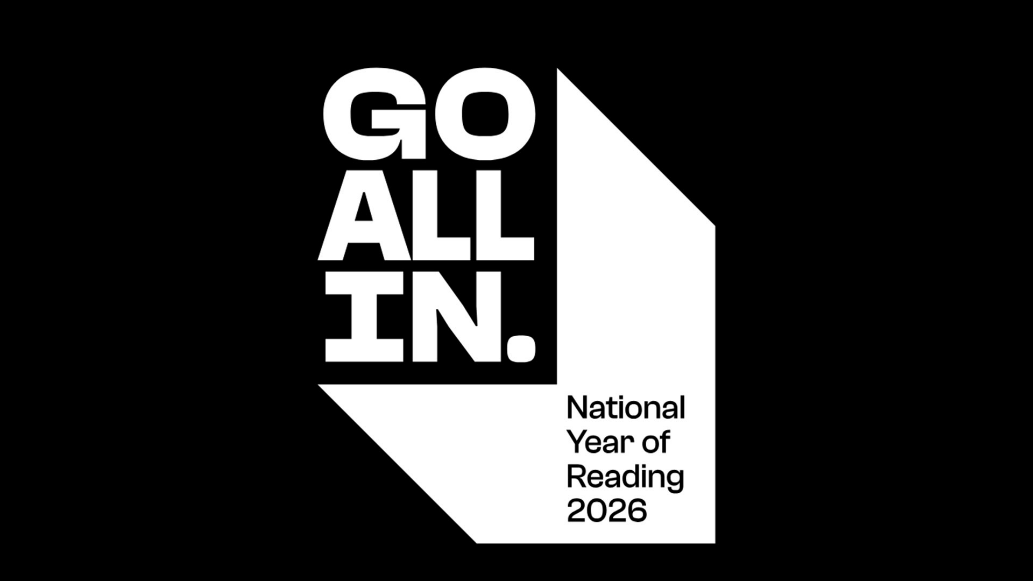 GO
ALL
IN.
National
Year of
Reading
2026